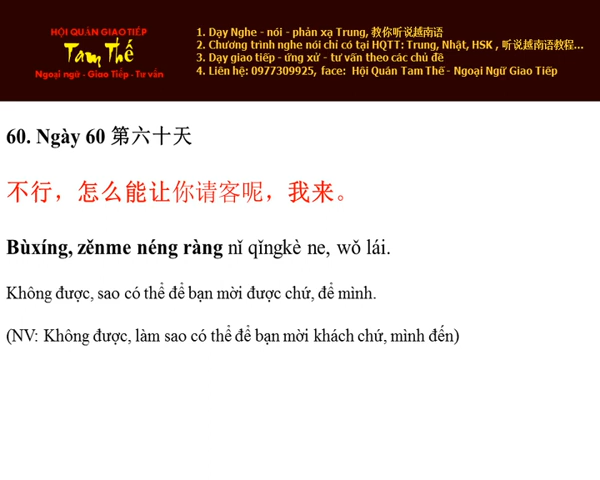 HỘI QUÁN GIAO TIẾP
Tam Thế
Ngoại ngữ - Giao Tiếp - Tư vấn
1. Dạy Nghe - nói - phản xạ Trung, 教你听说越南语
2. Chương trình nghe nói chỉ có tại HQTT: Trung, Nhật, HSK , 听说越南语教程...
3. Dạy giao tiếp - ứng xử - tư vấn theo các chủ đề
4. Liên hệ: 0977309925, face: Hội Quán Tam Thế - Ngoại Ngữ Giao Tiếp
60. Ngày 60 第六十天
不行，怎么能让你请客呢，我来。
Bùxíng, zěnme néng ràng nǐ qǐngkè ne, wǒ lái.
Không được, sao có thể để bạn mời được chứ, để mình.
(NV: Không được, làm sao có thể để bạn mời khách chứ, mình đến)